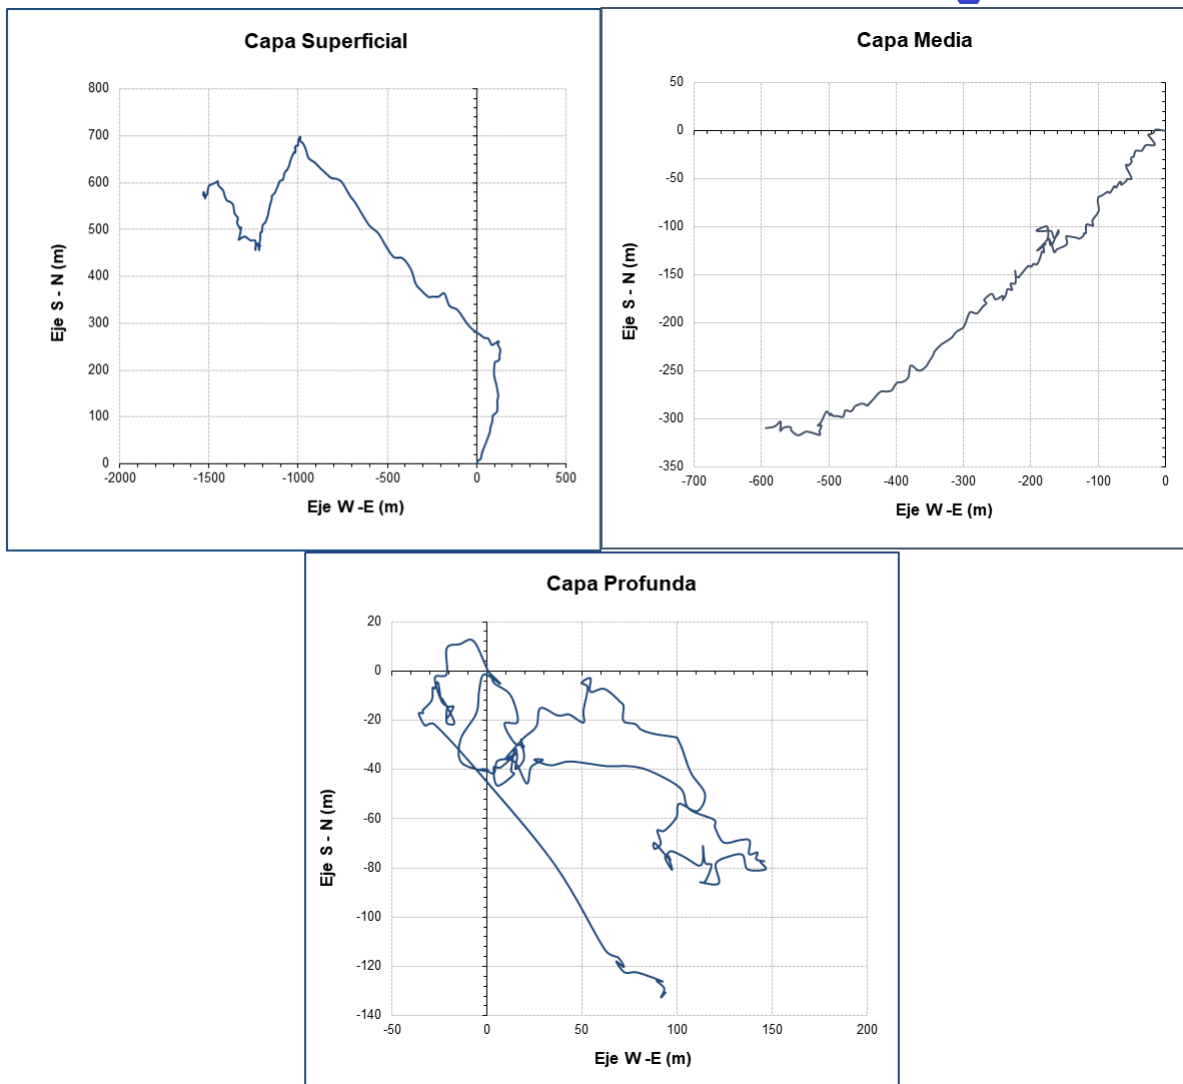 Capa Superficial
800
700
600
500
400
300
200
100
0
-2000 -1500 -1000 -500 0 500
Eje S - N (m)
Eje W -E (m)
Capa Media
50
0
-50
-100
-150
-200
-250
-300
-350
-700 -600 -500 -400 -300 -200 -100 0
Eje S - N (m)
Eje W -E (m)
Capa Profunda
20
0
-20
-40
-60
-80
-100
-120
-140
-50 0 50 100 150 200
Eje S - N (m)
Eje W -E (m)